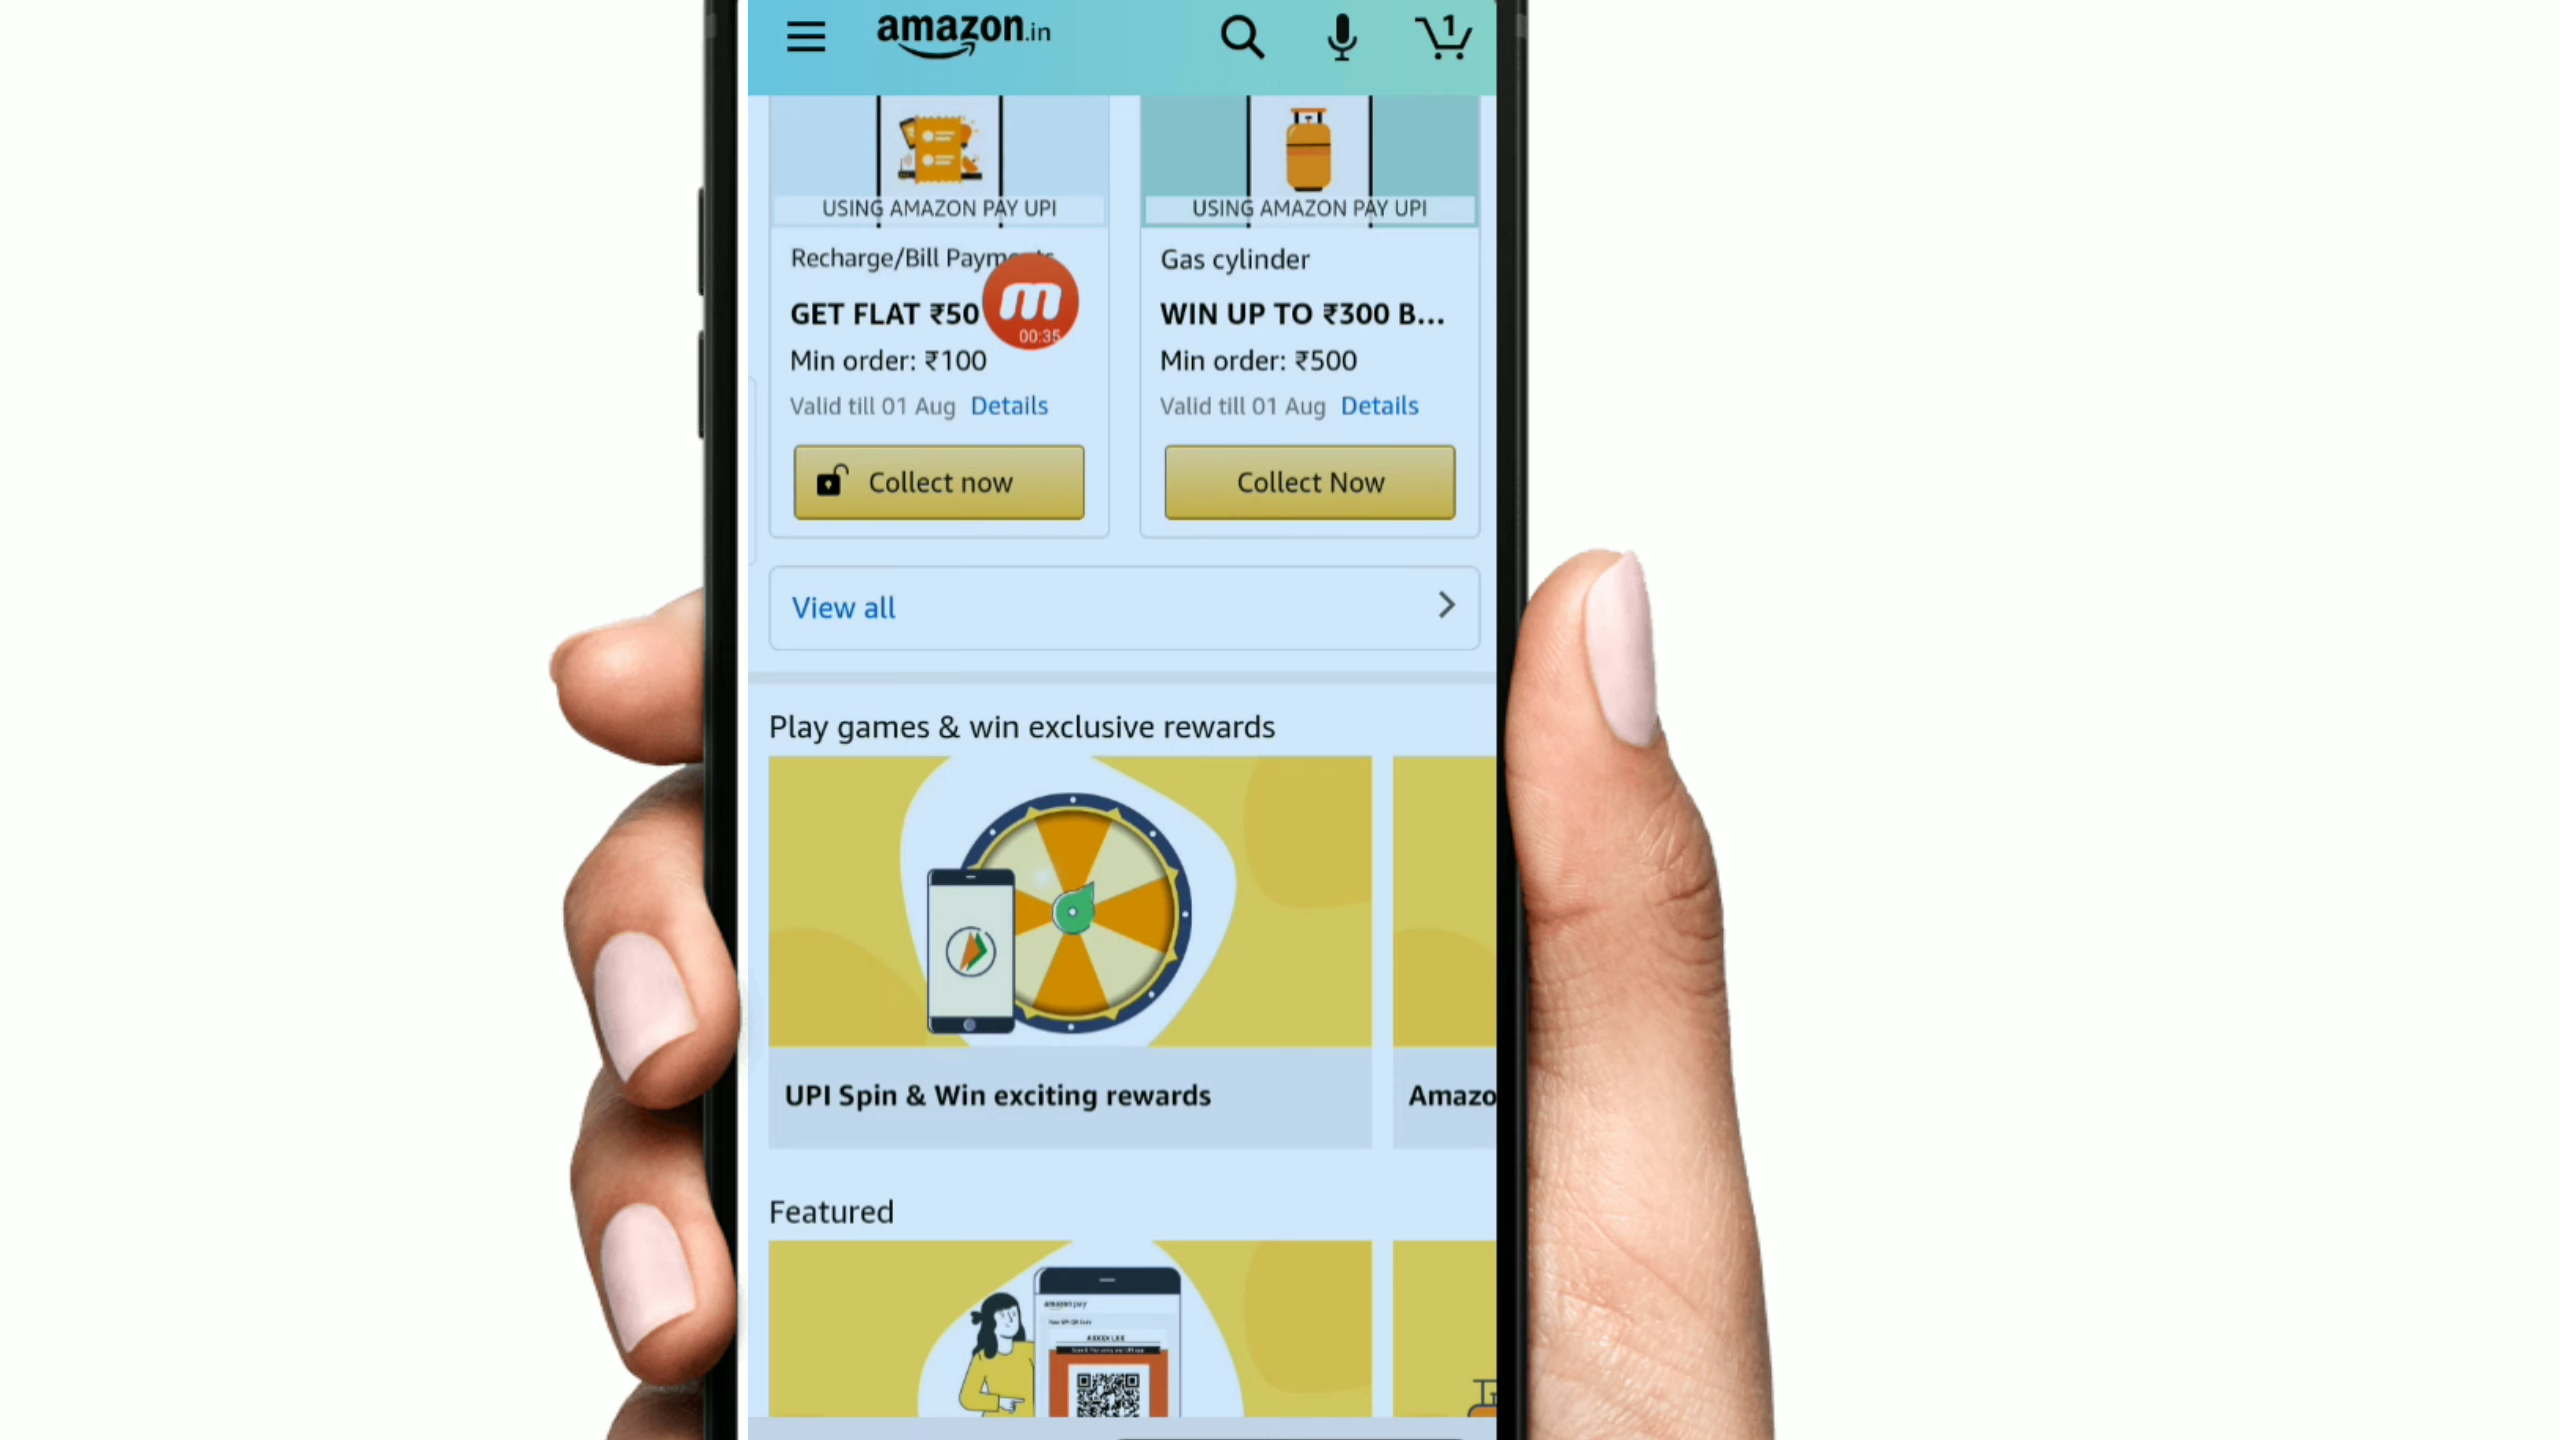 amazon.in
1
USING AMAZON PAY UPI
USING AMAZON PAY UPI
Recharge/Bill
Gas cylinder
GET FLAT ₹50
WIN UP TO ₹300 B...
m
00:35
Min order: ₹100
Min order: ₹500
Valid till 01 Aug Details
Valid till 01 Aug Details
Collect now
Collect Now
View all
Play games & win exclusive rewards
UPI Spin & Win exciting rewards
Amazo
Featured
amazon pay